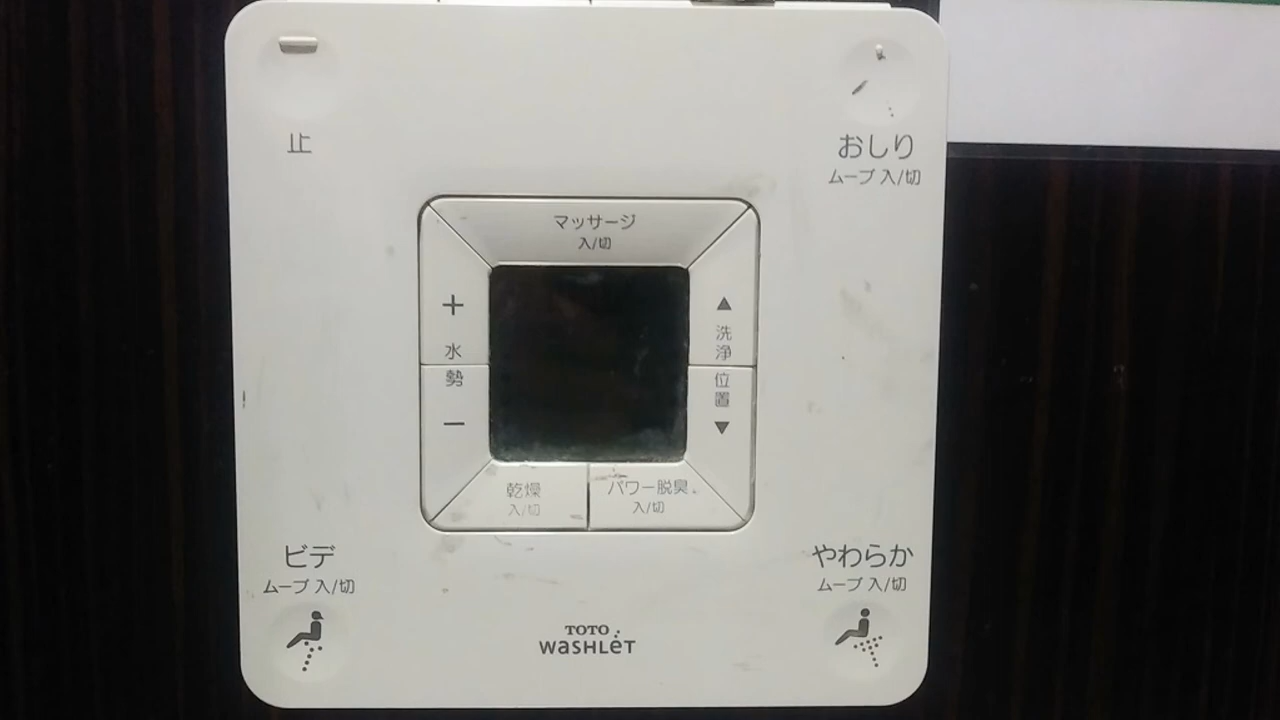 止
おしり
ムーブ 入/切
マッサージ
入/切
＋
水
勢
－
▲
洗
浄
位
置
▼
乾燥
入/切
パワー脱臭
入/切
ビデ
ムーブ 入/切
やわらか
ムーブ 入/切
TOTO
WASHLET